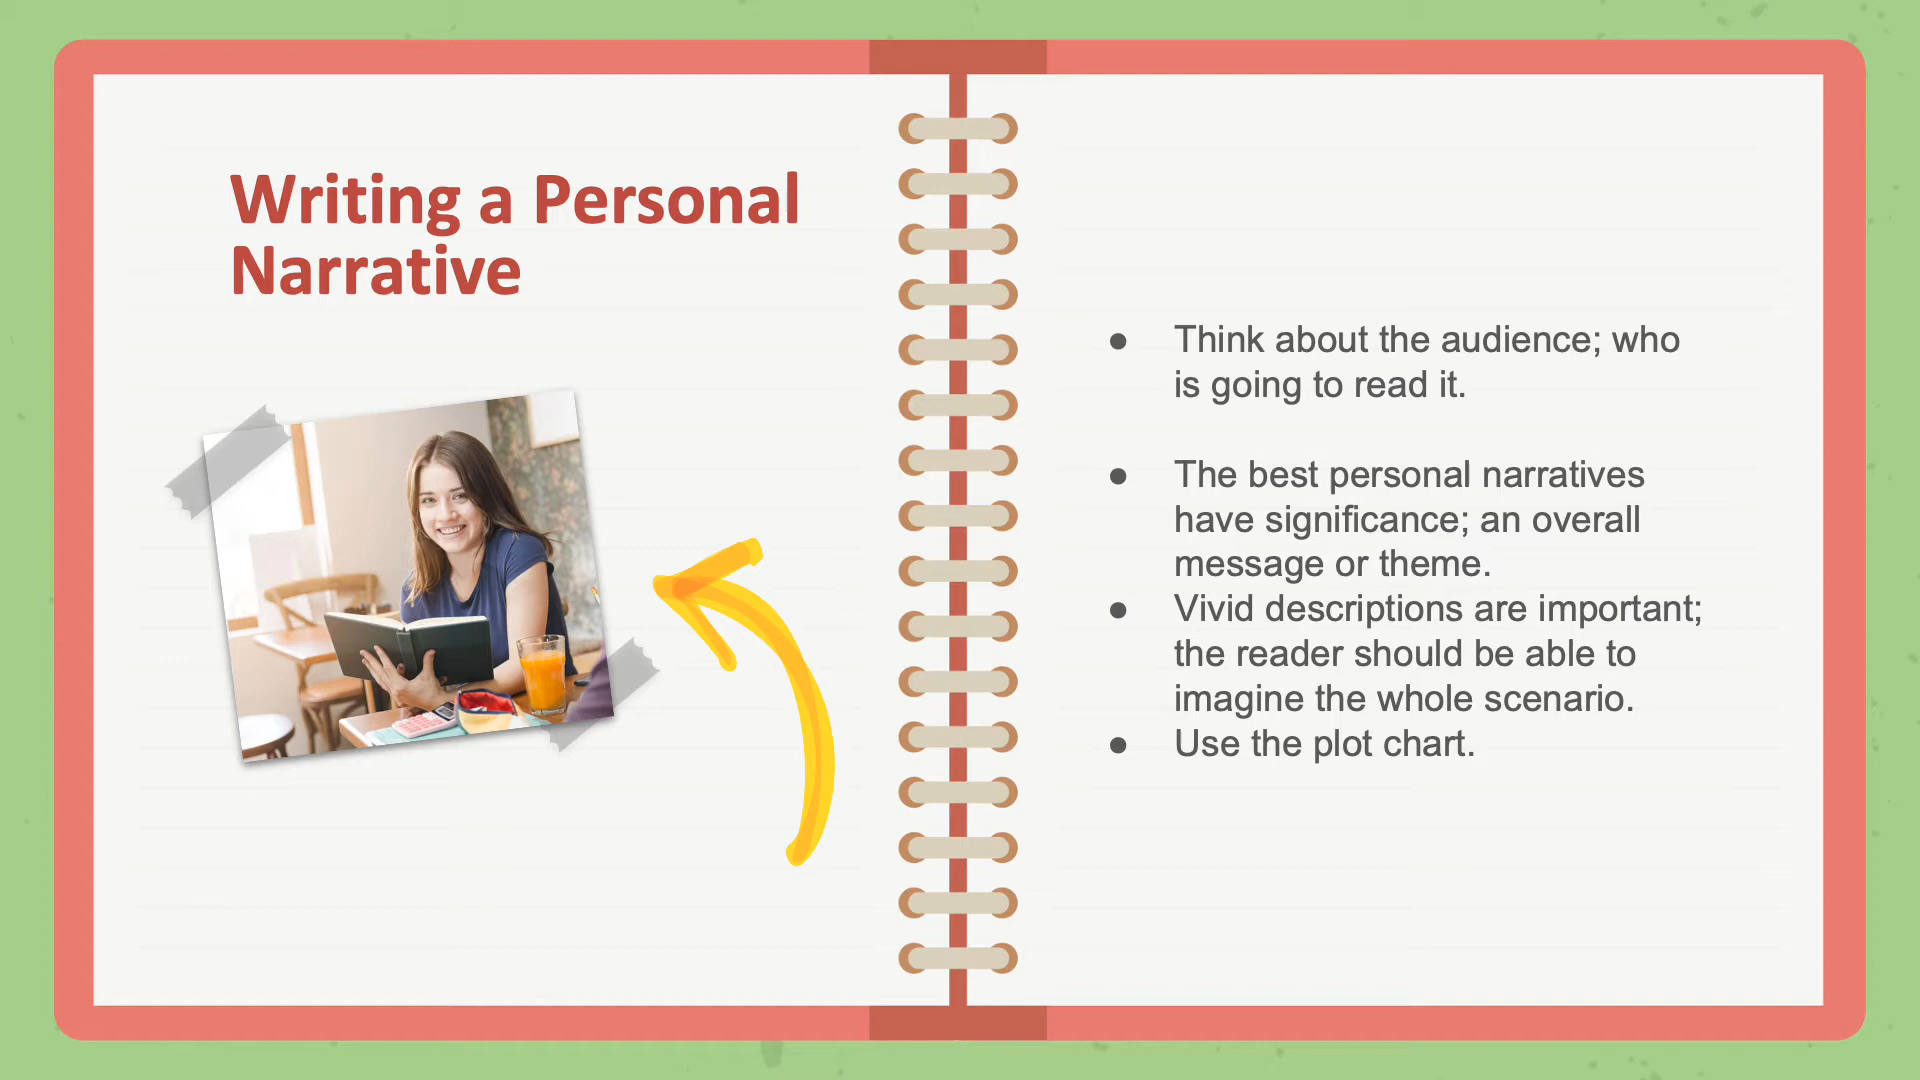 Writing a Personal
Narrative
● Think about the audience; who
is going to read it.
● The best personal narratives
have significance; an overall
message or theme.
● Vivid descriptions are important;
the reader should be able to
imagine the whole scenario.
● Use the plot chart.